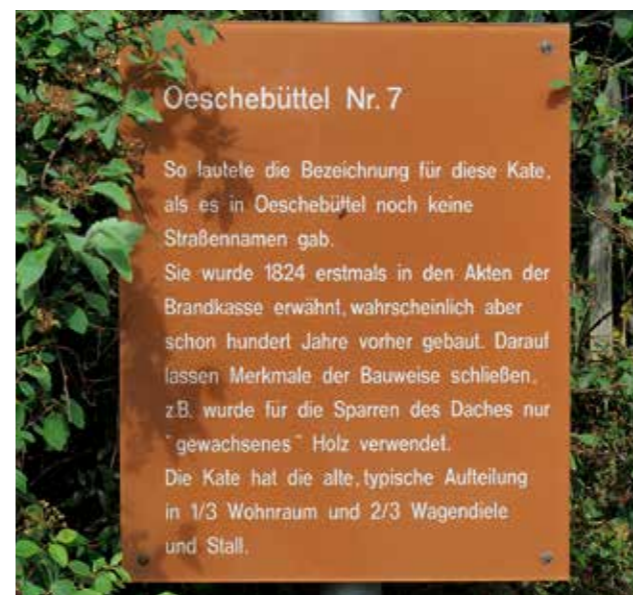 Oeschebüttel Nr. 7
So lautete die Bezeichnung für diese Kate,
als es in Oeschebüttel noch keine
Straßennamen gab.
Sie wurde 1824 erstmals in den Akten der
Brandkasse erwähnt, wahrscheinlich aber
schon hundert Jahre vorher gebaut. Darauf
lassen Merkmale der Bauweise schließen,
z.B. wurde für die Sparren des Daches nur
"gewachsenes" Holz verwendet.
Die Kate hat die alte, typische Aufteilung
in 1/3 Wohnraum und 2/3 Wagendiele
und Stall.